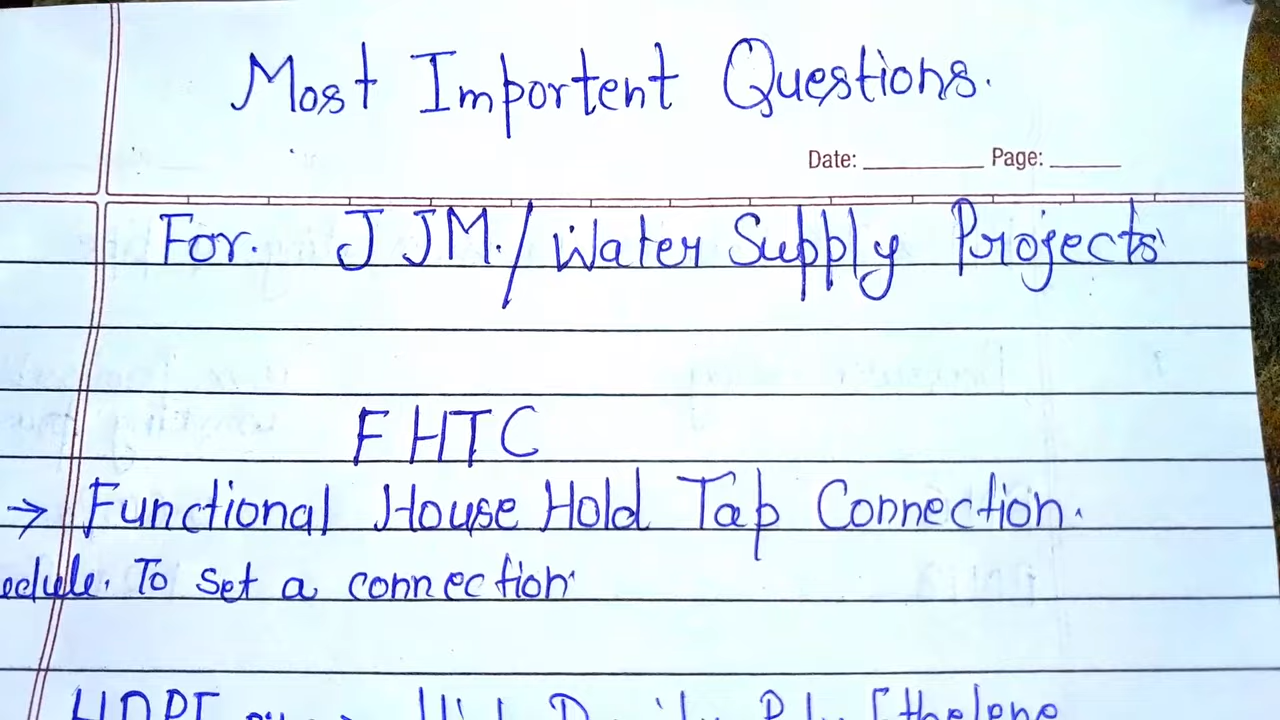 Most Importent Questions.
Date: Page:
For. JJM./Water Supply Projects
FHTC
→ Functional House Hold Tap Connection.
edule. To set a connection